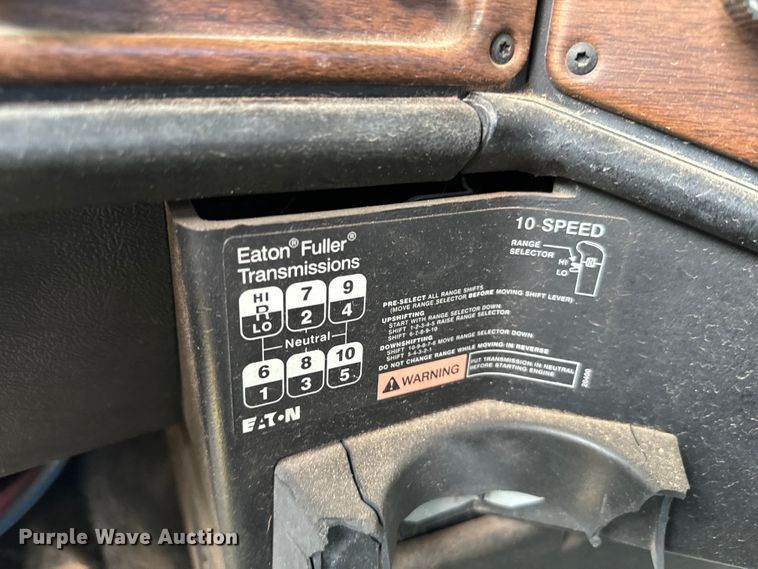 Eaton® Fuller®
Transmissions
HI 7 9
R
LO 2 4
Neutral
6 8 10
1 3 5
EATON
10-SPEED
RANGE
SELECTOR
HI
LO
PRE-SELECT ALL RANGE SHIFTS
(MOVE RANGE SELECTOR BEFORE MOVING SHIFT LEVER)
UPSHIFTING
START WITH RANGE SELECTOR DOWN:
SHIFT 1-2-3-4-5 RAISE RANGE SELECTOR:
SHIFT 6-7-8-9-10
DOWNSHIFTING
SHIFT 10-9-8-7-6 MOVE RANGE SELECTOR DOWN:
SHIFT 5-4-3-2-1
DO NOT CHANGE RANGE WHILE MOVING IN REVERSE
WARNING
PUT TRANSMISSION IN NEUTRAL
BEFORE STARTING ENGINE
Purple Wave Auction